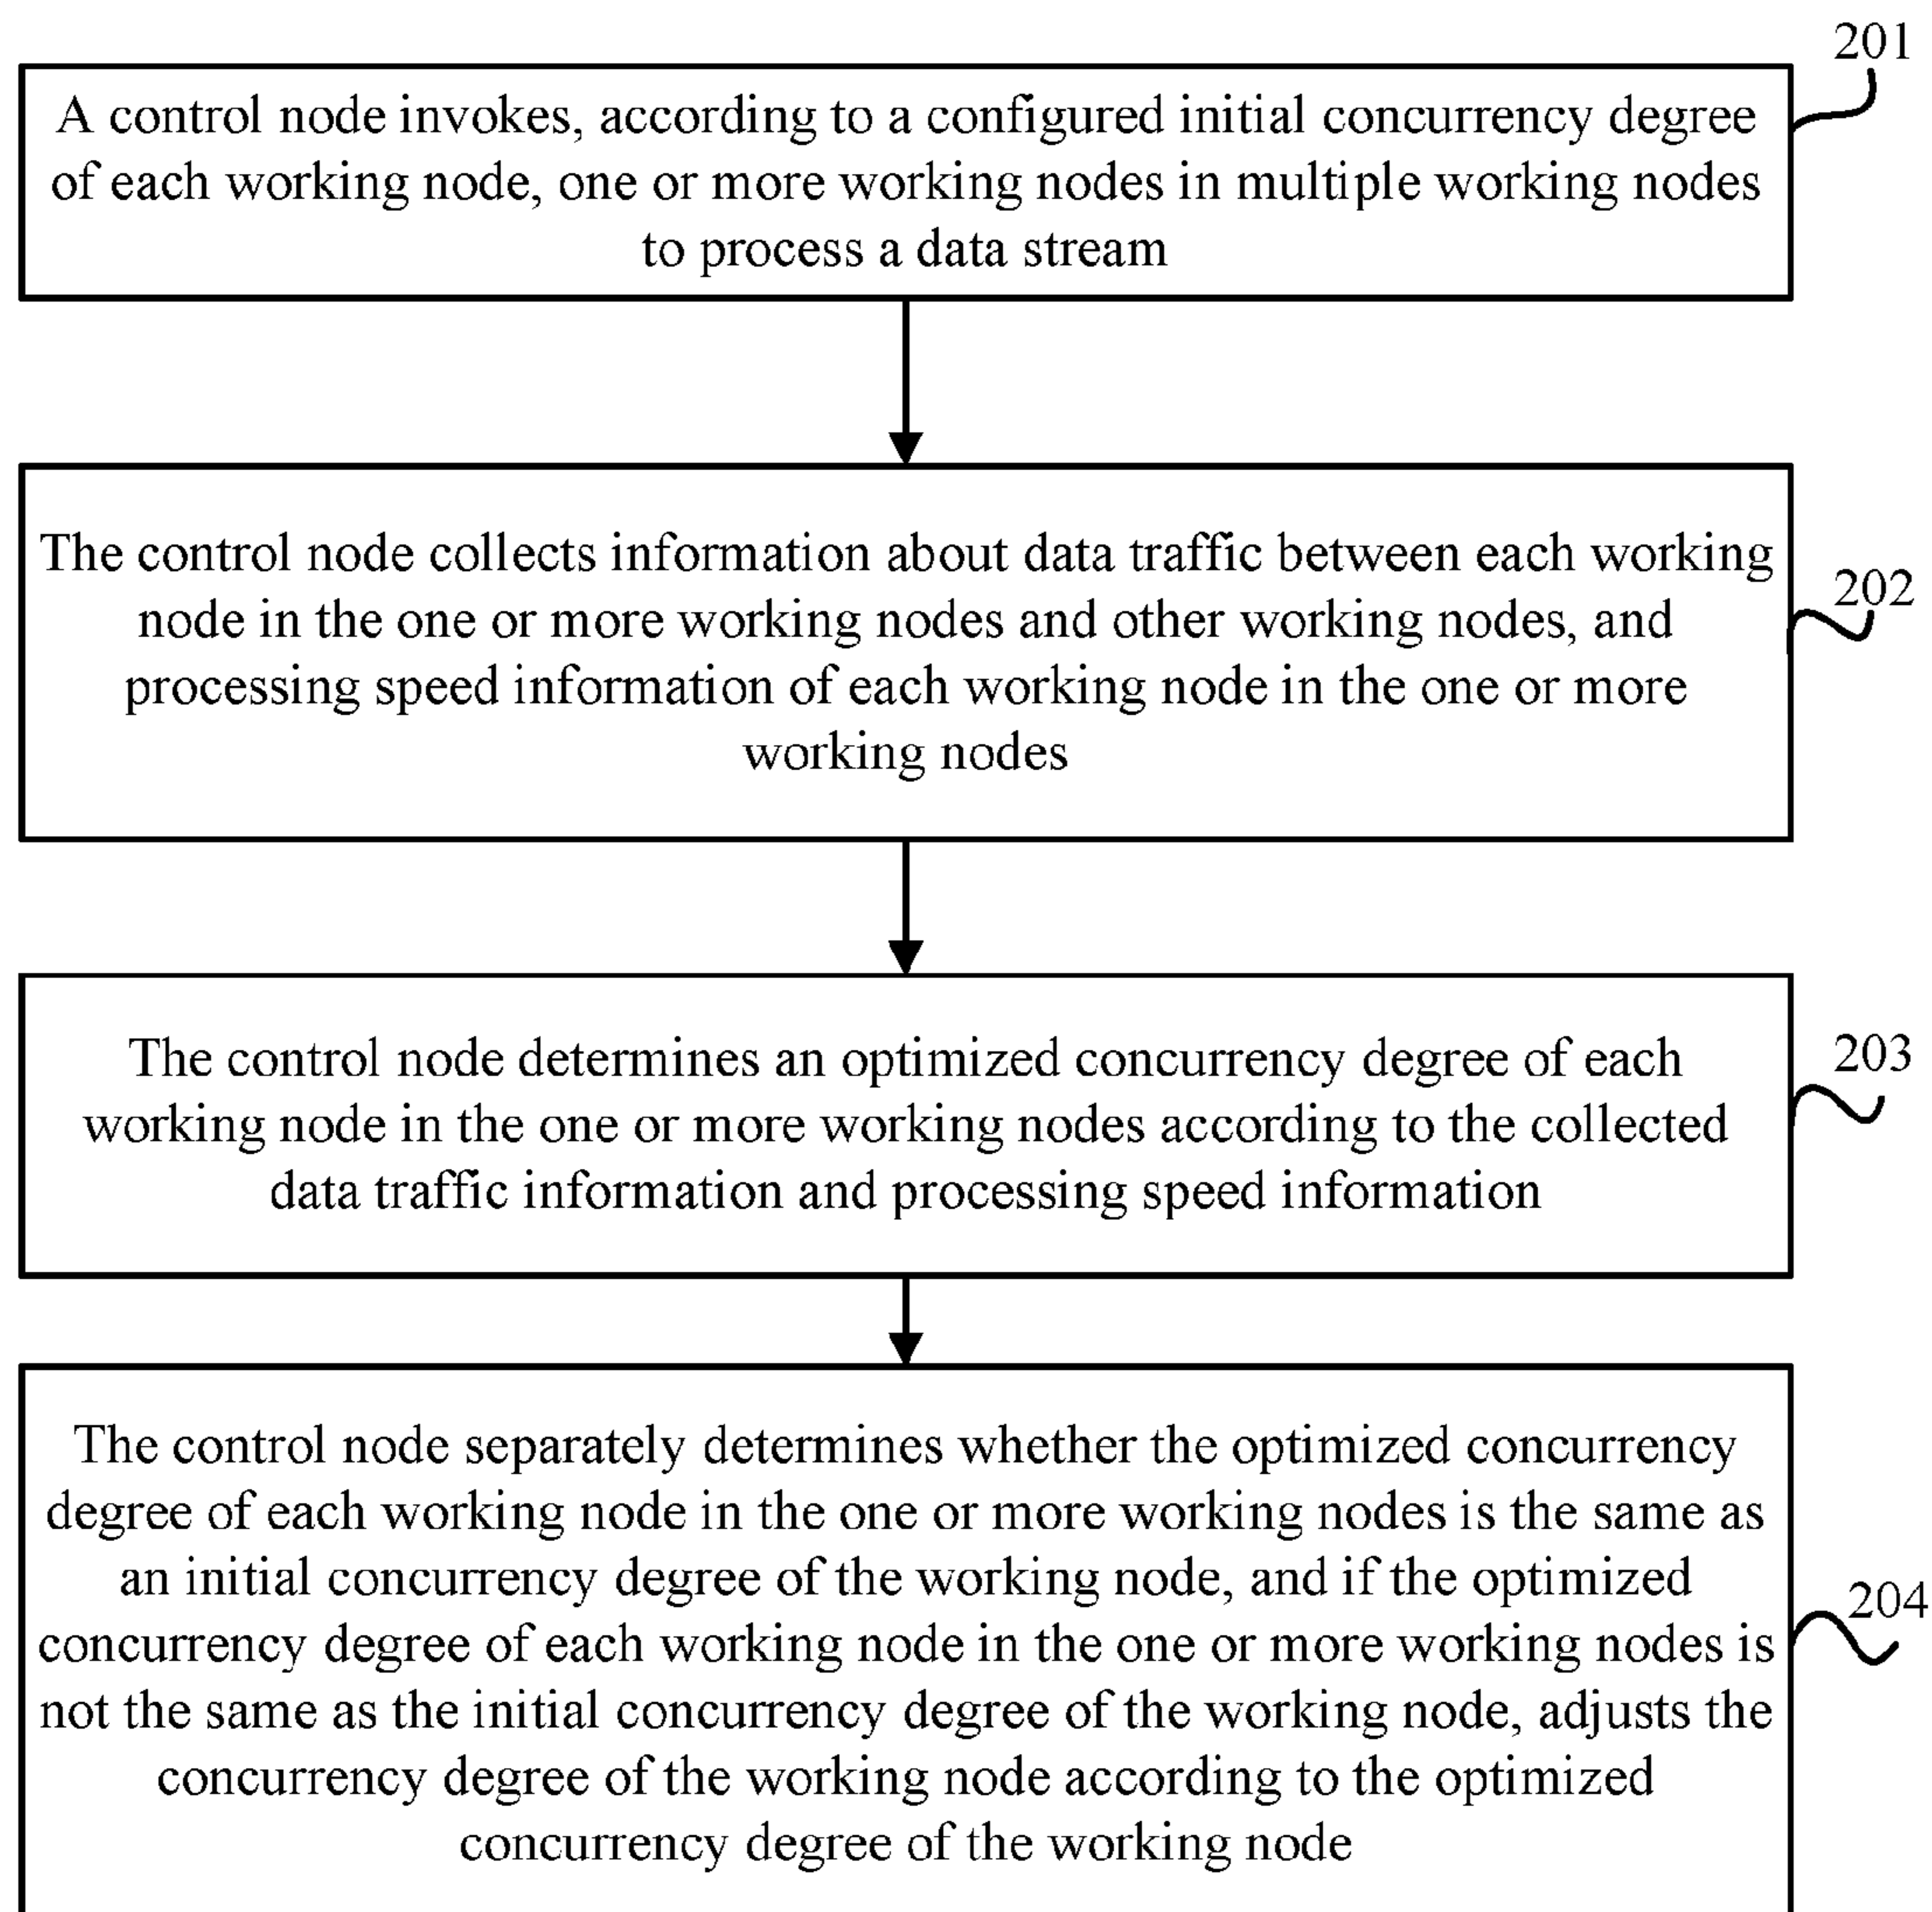 201
A control node invokes, according to a configured initial concurrency degree
of each working node, one or more working nodes in multiple working nodes
to process a data stream
The control node collects information about data traffic between each working
node in the one or more working nodes and other working nodes, and
processing speed information of each working node in the one or more
working nodes
202
The control node determines an optimized concurrency degree of each
working node in the one or more working nodes according to the collected
data traffic information and processing speed information
203
The control node separately determines whether the optimized concurrency
degree of each working node in the one or more working nodes is the same as
an initial concurrency degree of the working node, and if the optimized
concurrency degree of each working node in the one or more working nodes is
not the same as the initial concurrency degree of the working node, adjusts the
concurrency degree of the working node according to the optimized
concurrency degree of the working node
204